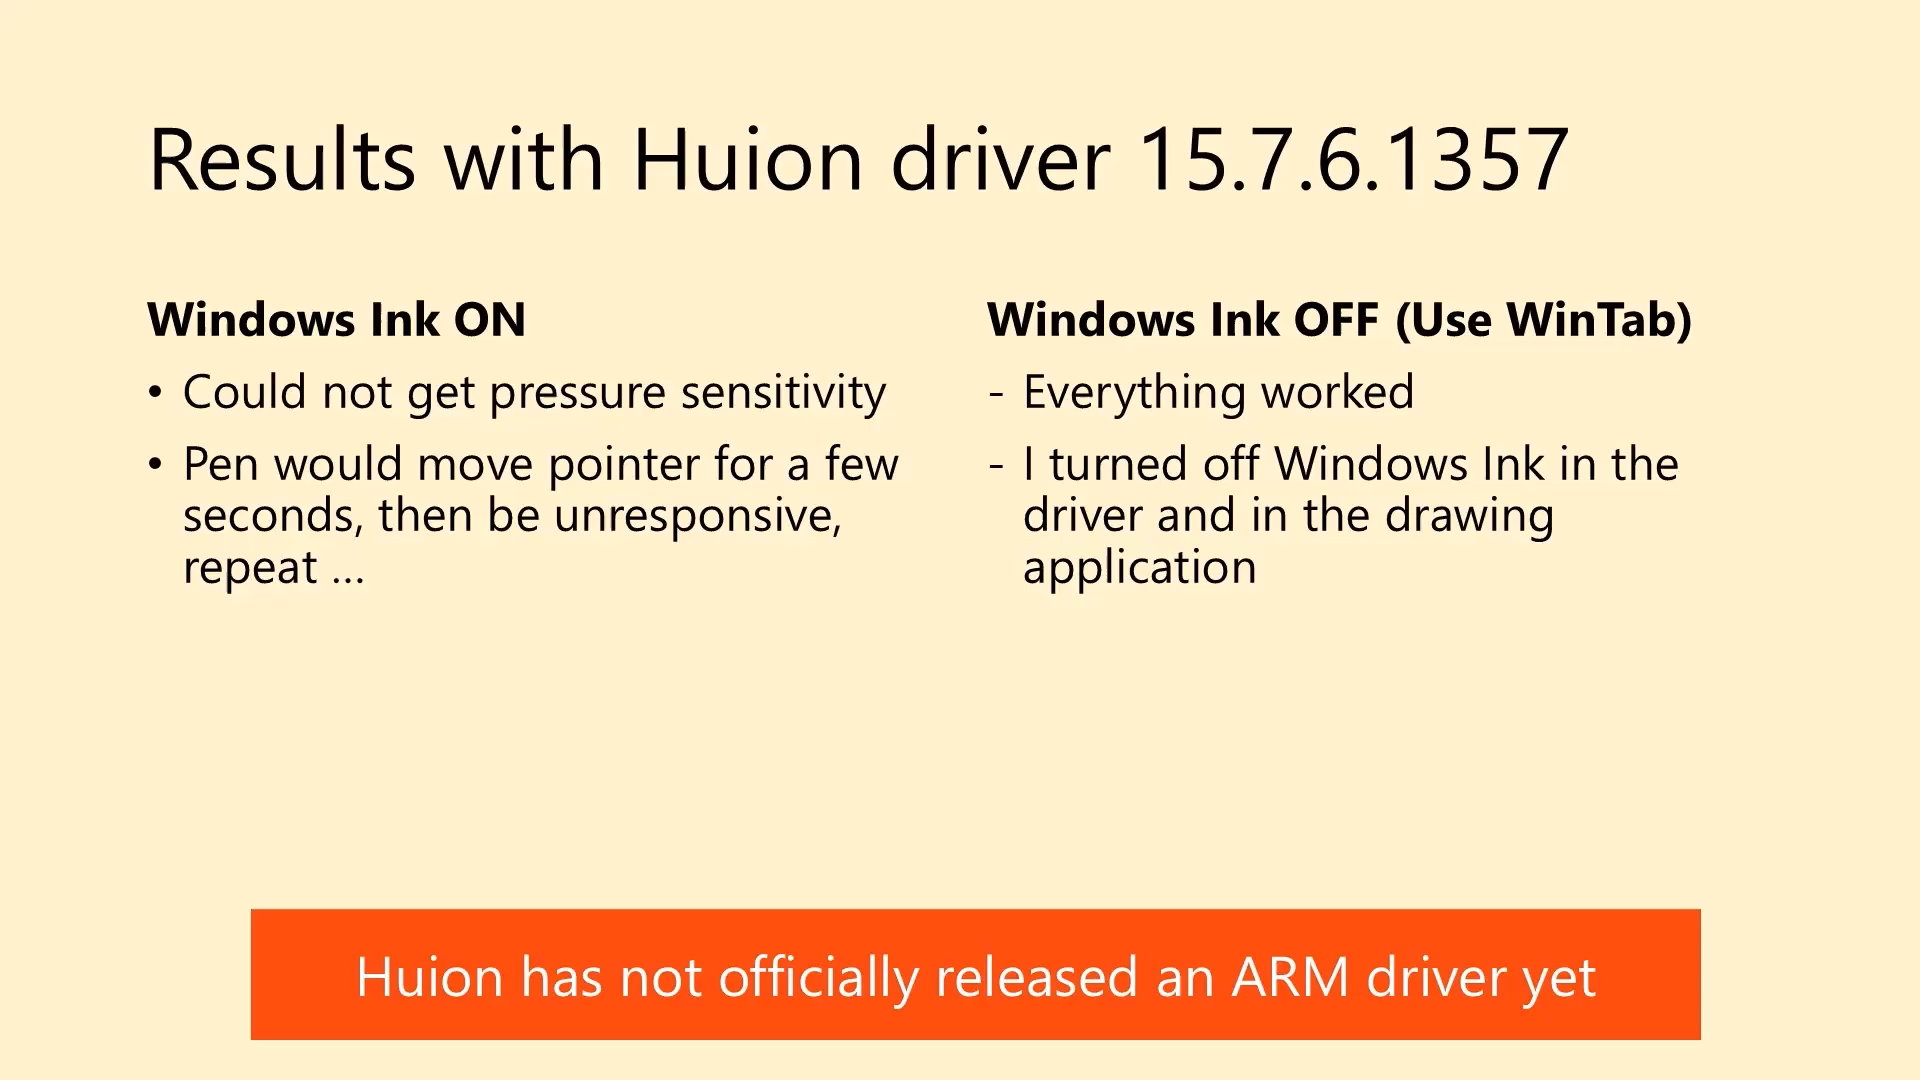 Results with Huion driver 15.7.6.1357
Windows Ink ON
• Could not get pressure sensitivity
• Pen would move pointer for a few
seconds, then be unresponsive,
repeat …
Windows Ink OFF (Use WinTab)
- Everything worked
- I turned off Windows Ink in the
driver and in the drawing
application
Huion has not officially released an ARM driver yet